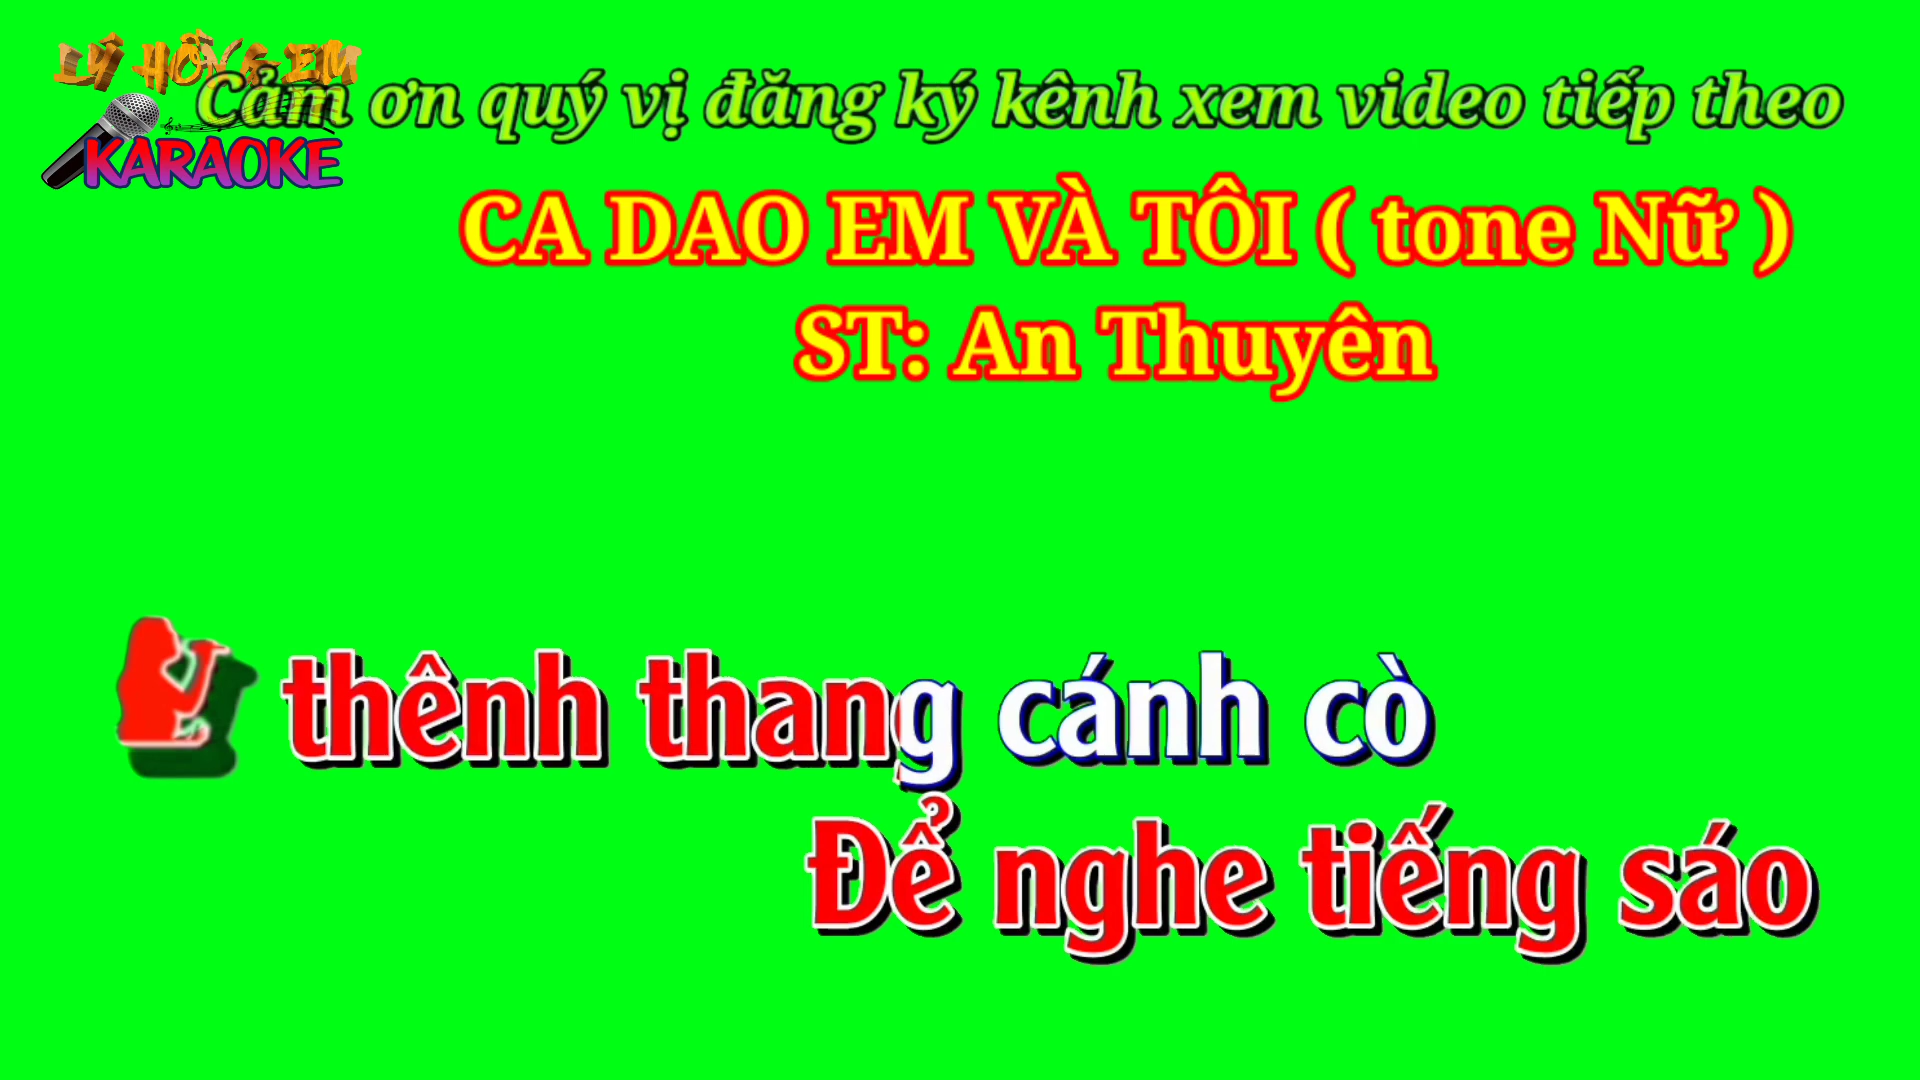 LÝ HỒNG EM
KARAOKE
Cảm ơn quý vị đăng ký kênh xem video tiếp theo
CA DAO EM VÀ TÔI ( tone Nữ )
ST: An Thuyên
thênh thang cánh cò
Để nghe tiếng sáo